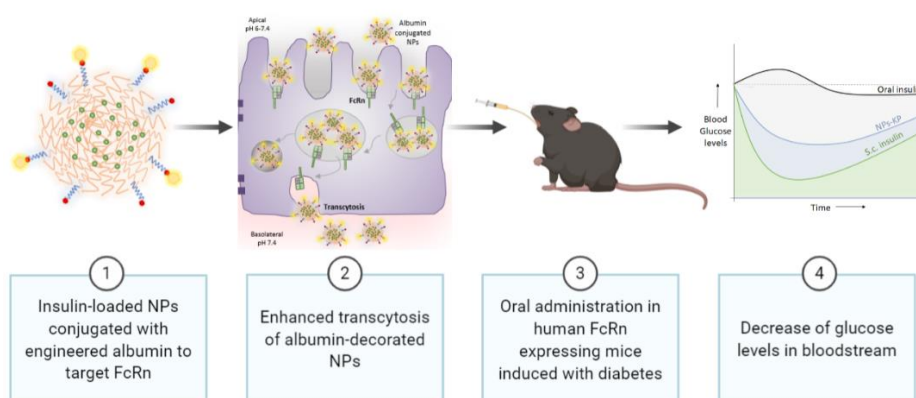 Apical
pH 6-7.4
Albumin
conjugated
NPs
FcRn
Transcytosis
Basolateral
pH 7.4
Blood
Glucose
levels
Oral insulin
NPs-KP
S.c. insulin
Time
1
Insulin-loaded NPs
conjugated with
engineered albumin to
target FcRn
2
Enhanced transcytosis
of albumin-decorated
NPs
3
Oral administration in
human FcRn
expressing mice
induced with diabetes
4
Decrease of glucose
levels in bloodstream